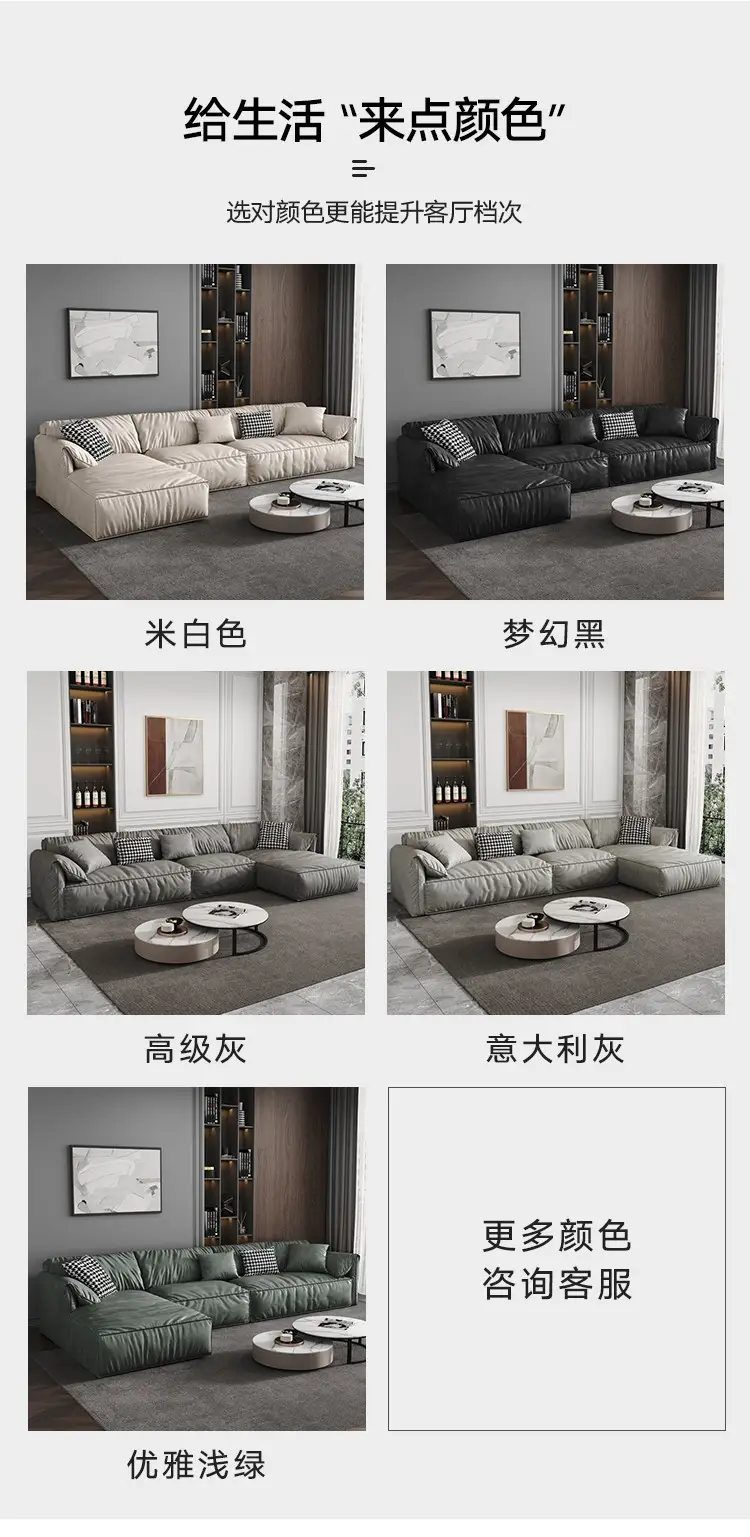 给生活 “来点颜色”
选对颜色更能提升客厅档次
米白色
梦幻黑
高级灰
意大利灰
优雅浅绿
更多颜色
咨询客服